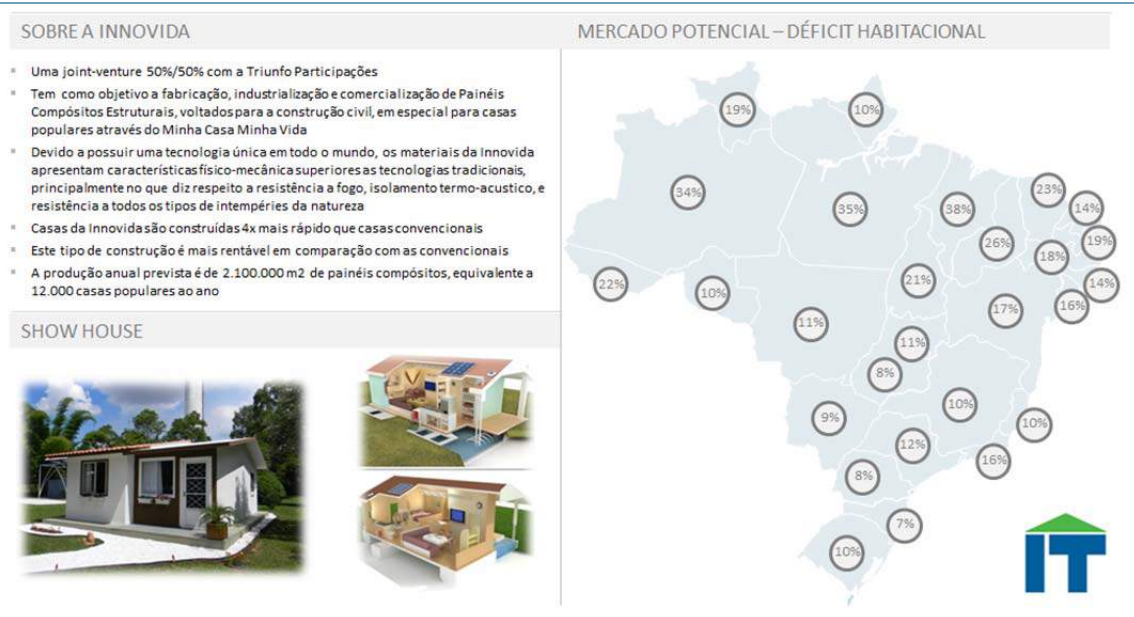 SOBRE A INNOVIDA
Uma joint-venture 50%/50% com a Triunfo Participações
Tem como objetivo a fabricação, industrialização e comercialização de Painéis
Compósitos Estruturais, voltados para a construção civil, em especial para casas
populares através do Minha Casa Minha Vida
Devido a possuir uma tecnologia única em todo o mundo, os materiais da Innovida
apresentam características físico-mecânica superiores as tecnologias tradicionais,
principalmente no que diz respeito a resistência a fogo, isolamento termo-acustico, e
resistência a todos os tipos de intempéries da natureza
Casas da Innovida são construídas 4x mais rápido que casas convencionais
Este tipo de construção é mais rentável em comparação com as convencionais
A produção anual prevista é de 2.100.000 m2 de painéis compósitos, equivalente a
12.000 casas populares ao ano
SHOW HOUSE
MERCADO POTENCIAL – DÉFICIT HABITACIONAL
19%
10%
34%
35%
38%
23%
14%
26%
18%
19%
22%
10%
21%
14%
16%
17%
11%
11%
8%
9%
10%
10%
12%
16%
8%
7%
10%
IT